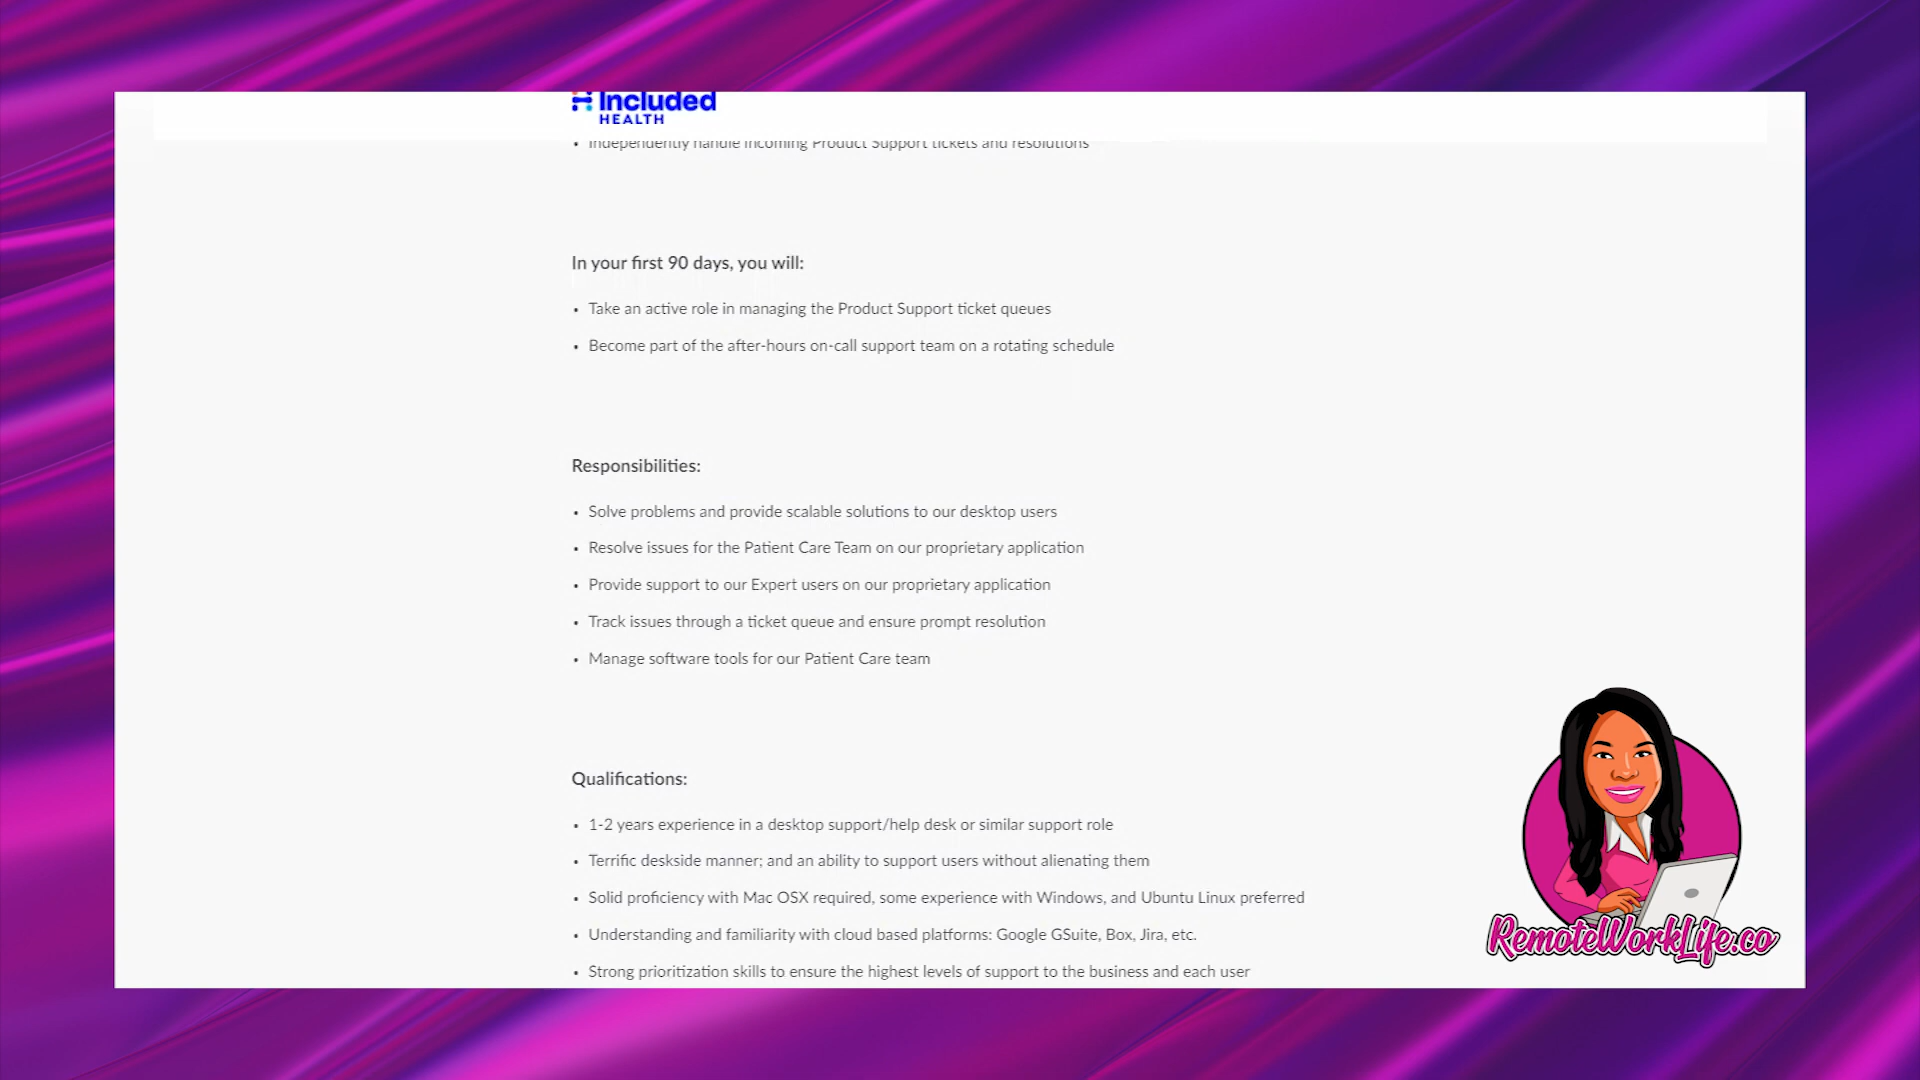 Included
HEALTH
• Independently handle incoming Product Support tickets and resolutions
In your first 90 days, you will:
• Take an active role in managing the Product Support ticket queues
• Become part of the after-hours on-call support team on a rotating schedule
Responsibilities:
• Solve problems and provide scalable solutions to our desktop users
• Resolve issues for the Patient Care Team on our proprietary application
• Provide support to our Expert users on our proprietary application
• Track issues through a ticket queue and ensure prompt resolution
• Manage software tools for our Patient Care team
Qualifications:
• 1-2 years experience in a desktop support/help desk or similar support role
• Terrific deskside manner; and an ability to support users without alienating them
• Solid proficiency with Mac OSX required, some experience with Windows, and Ubuntu Linux preferred
• Understanding and familiarity with cloud based platforms: Google GSuite, Box, Jira, etc.
• Strong prioritization skills to ensure the highest levels of support to the business and each user
RemoteWorkLife.co